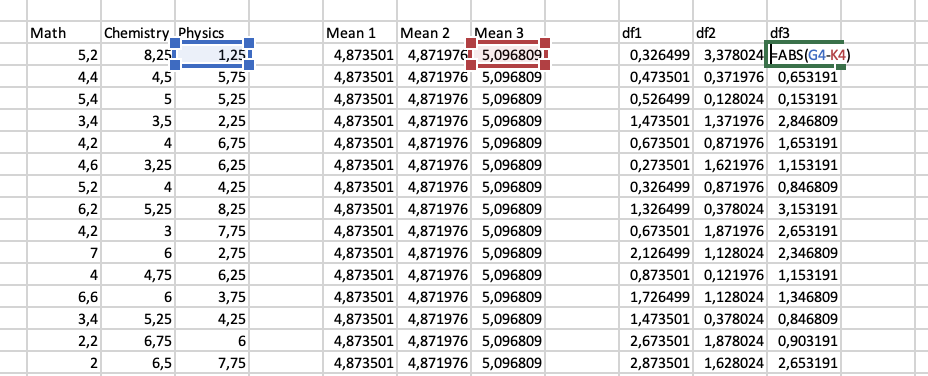 Math Chemistry Physics Mean 1 Mean 2 Mean 3 df1 df2 df3
5,2 8,25 1,25 4,873501 4,871976 5,096809 0,326499 3,378024 =ABS(G4-K4)
4,4 4,5 5,75 4,873501 4,871976 5,096809 0,473501 0,371976 0,653191
5,4 5 5,25 4,873501 4,871976 5,096809 0,526499 0,128024 0,153191
3,4 3,5 2,25 4,873501 4,871976 5,096809 1,473501 1,371976 2,846809
4,2 4 6,75 4,873501 4,871976 5,096809 0,673501 0,871976 1,653191
4,6 3,25 6,25 4,873501 4,871976 5,096809 0,273501 1,621976 1,153191
5,2 4 4,25 4,873501 4,871976 5,096809 0,326499 0,871976 0,846809
6,2 5,25 8,25 4,873501 4,871976 5,096809 1,326499 0,378024 3,153191
4,2 3 7,75 4,873501 4,871976 5,096809 0,673501 1,871976 2,653191
7 6 2,75 4,873501 4,871976 5,096809 2,126499 1,128024 2,346809
4 4,75 6,25 4,873501 4,871976 5,096809 0,873501 0,121976 1,153191
6,6 6 3,75 4,873501 4,871976 5,096809 1,726499 1,128024 1,346809
3,4 5,25 4,25 4,873501 4,871976 5,096809 1,473501 0,378024 0,846809
2,2 6,75 6 4,873501 4,871976 5,096809 2,673501 1,878024 0,903191
2 6,5 7,75 4,873501 4,871976 5,096809 2,873501 1,628024 2,653191